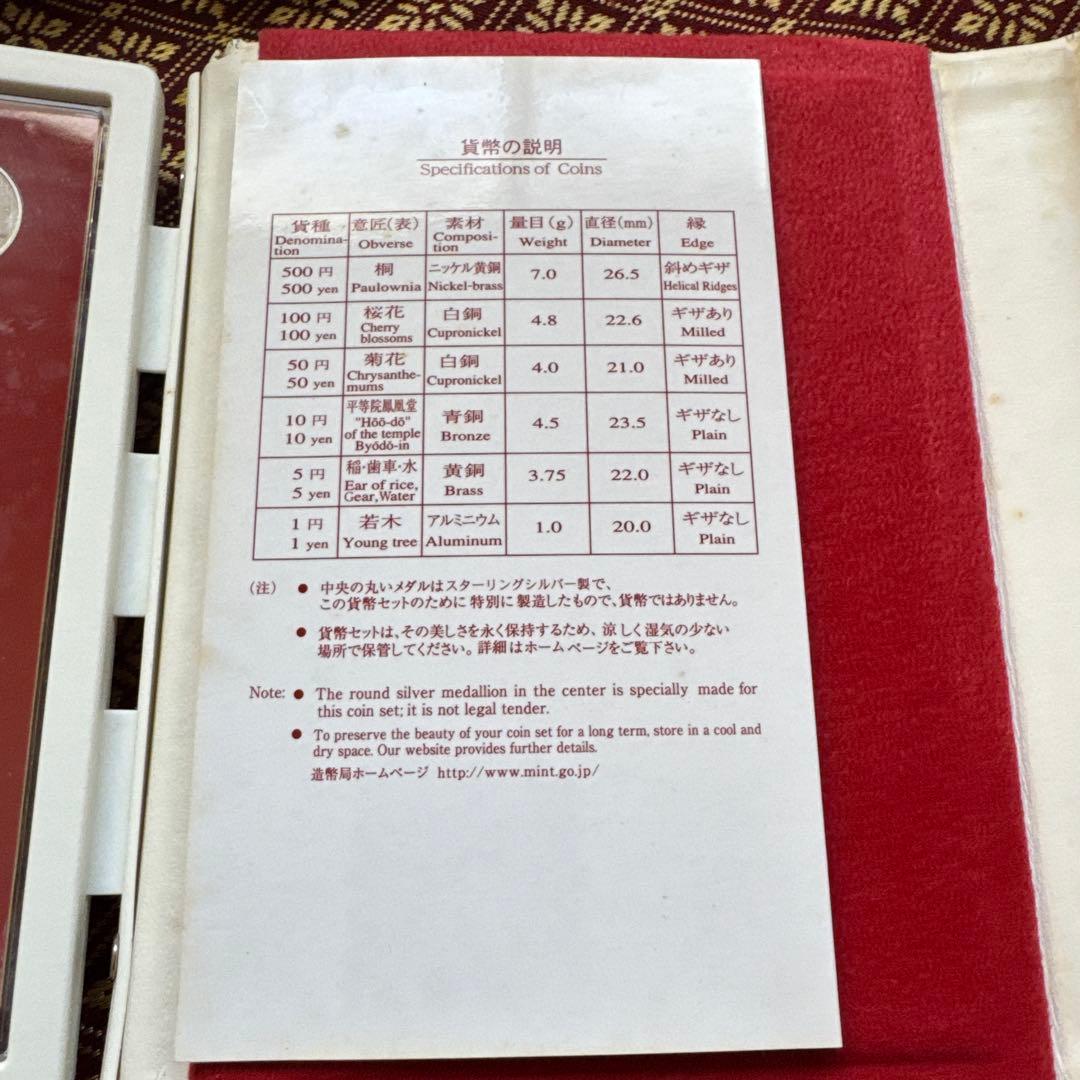 貨幣の説明
Specifications of Coins
貨種 意匠(表) 素材 量目(g) 直径(mm) 縁
Denomina-tion Obverse Composi-tion Weight Diameter Edge
500円 桐 ニッケル黄銅 7.0 26.5 斜めギザ
500 yen Paulownia Nickel-brass Helical Ridges
100円 桜花 白銅 4.8 22.6 ギザあり
100 yen Cherry blossoms Cupronickel Milled
50円 菊花 白銅 4.0 21.0 ギザあり
50 yen Chrysanthe-mums Cupronickel Milled
10円 平等院鳳凰堂 青銅 4.5 23.5 ギザなし
10 yen "Hōō-dō" of the temple Byōdō-in Bronze Plain
5円 稲・歯車・水 黄銅 3.75 22.0 ギザなし
5 yen Ear of rice, Gear, Water Brass Plain
1円 若木 アルミニウム 1.0 20.0 ギザなし
1 yen Young tree Aluminum Plain
(注) ● 中央の丸いメダルはスターリングシルバー製で、
この貨幣セットのために特別に製造したもので、貨幣ではありません。
● 貨幣セットは、その美しさを永く保持するため、涼しく湿気の少ない
場所で保管してください。詳細はホームページをご覧下さい。
Note: ● The round silver medallion in the center is specially made for
this coin set; it is not legal tender.
● To preserve the beauty of your coin set for a long term, store in a cool and
dry space. Our website provides further details.
造幣局ホームページ http://www.mint.go.jp/